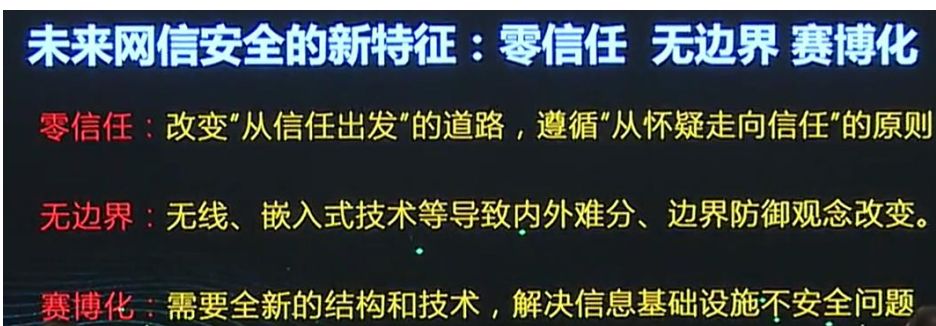 未来网信安全的新特征：零信任 无边界 赛博化
零信任：改变“从信任出发”的道路，遵循“从怀疑走向信任”的原则
无边界：无线、嵌入式技术等导致内外难分、边界防御观念改变。
赛博化：需要全新的结构和技术，解决信息基础设施不安全问题